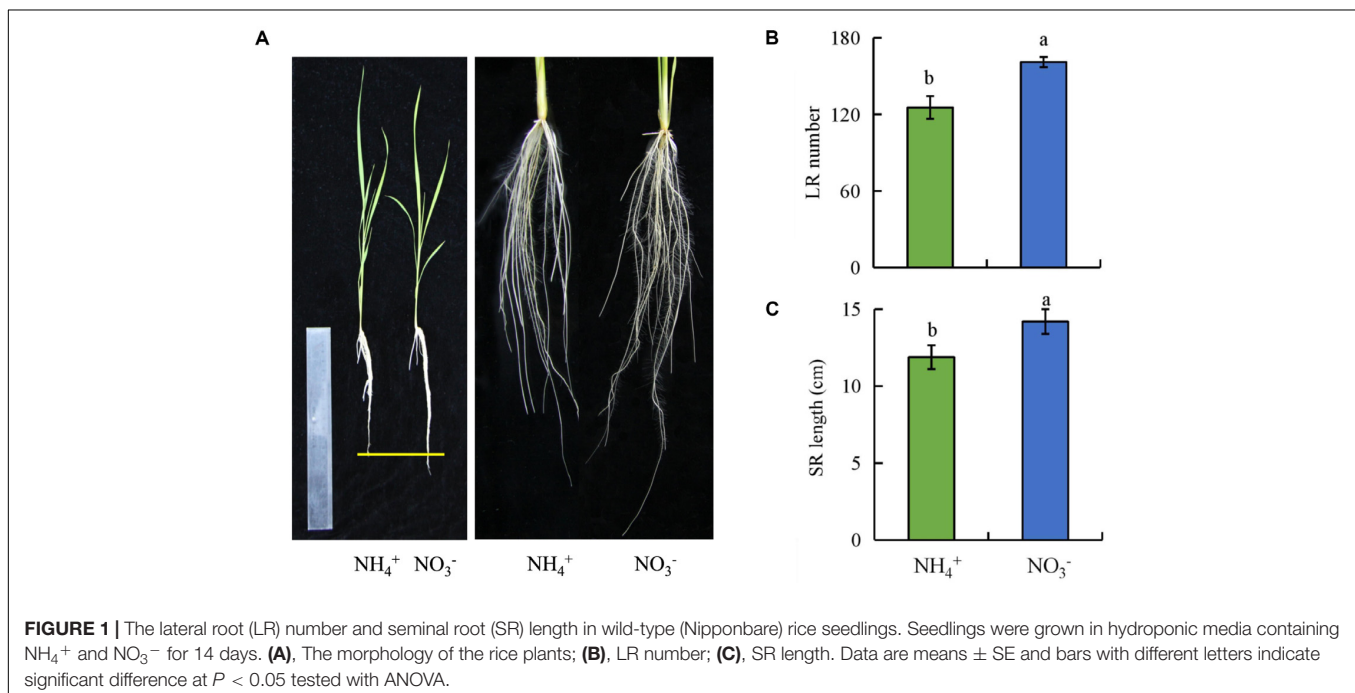 A
NH₄⁺ NO₃⁻
NH₄⁺ NO₃⁻
B
180
120
60
0
LR number
b
a
C
15
10
5
0
SR length (cm)
b
a
NH₄⁺ NO₃⁻
FIGURE 1 | The lateral root (LR) number and seminal root (SR) length in wild-type (Nipponbare) rice seedlings. Seedlings were grown in hydroponic media containing
NH₄⁺ and NO₃⁻ for 14 days. (A), The morphology of the rice plants; (B), LR number; (C), SR length. Data are means ± SE and bars with different letters indicate
significant difference at P < 0.05 tested with ANOVA.